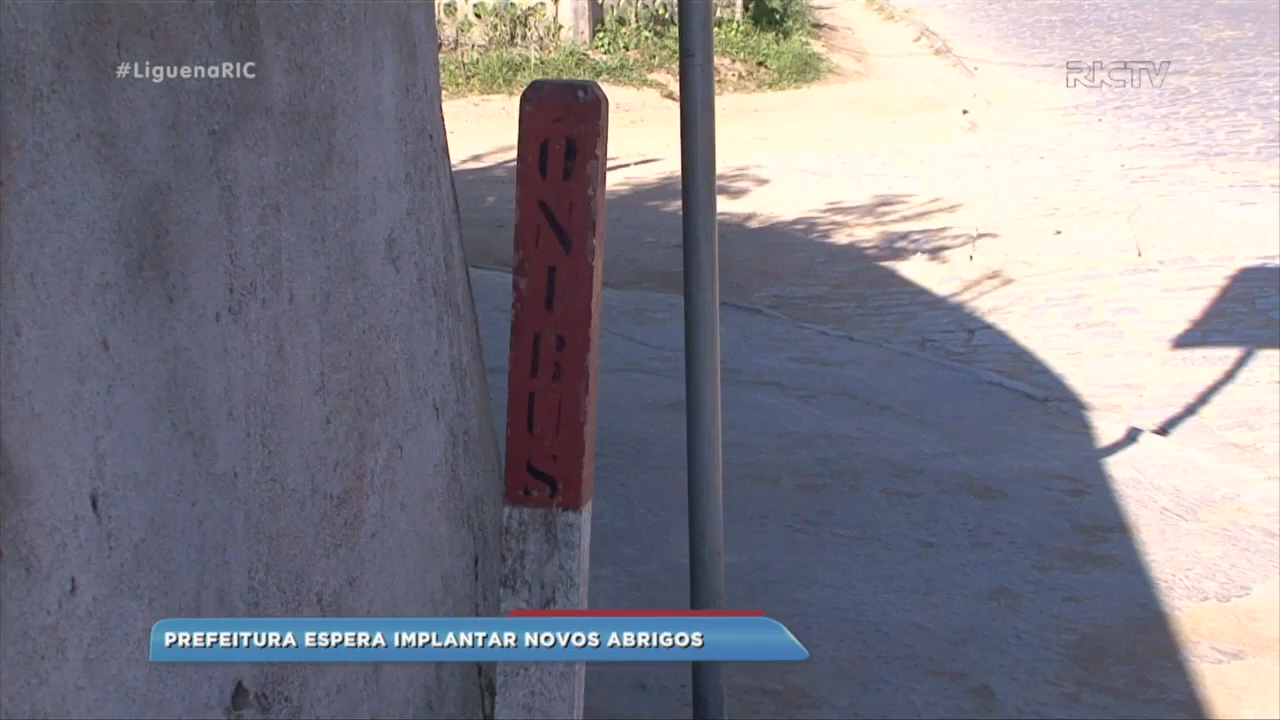 #LiguenaRIC
RICTV
ONIBUS
PREFEITURA ESPERA IMPLANTAR NOVOS ABRIGOS